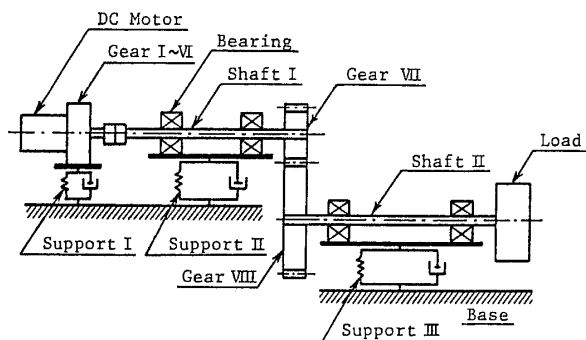 DC Motor
Gear I~VI
Bearing
Shaft I
Gear VII
Load
Shaft II
Support I
Support II
Gear VIII
Support III
Base